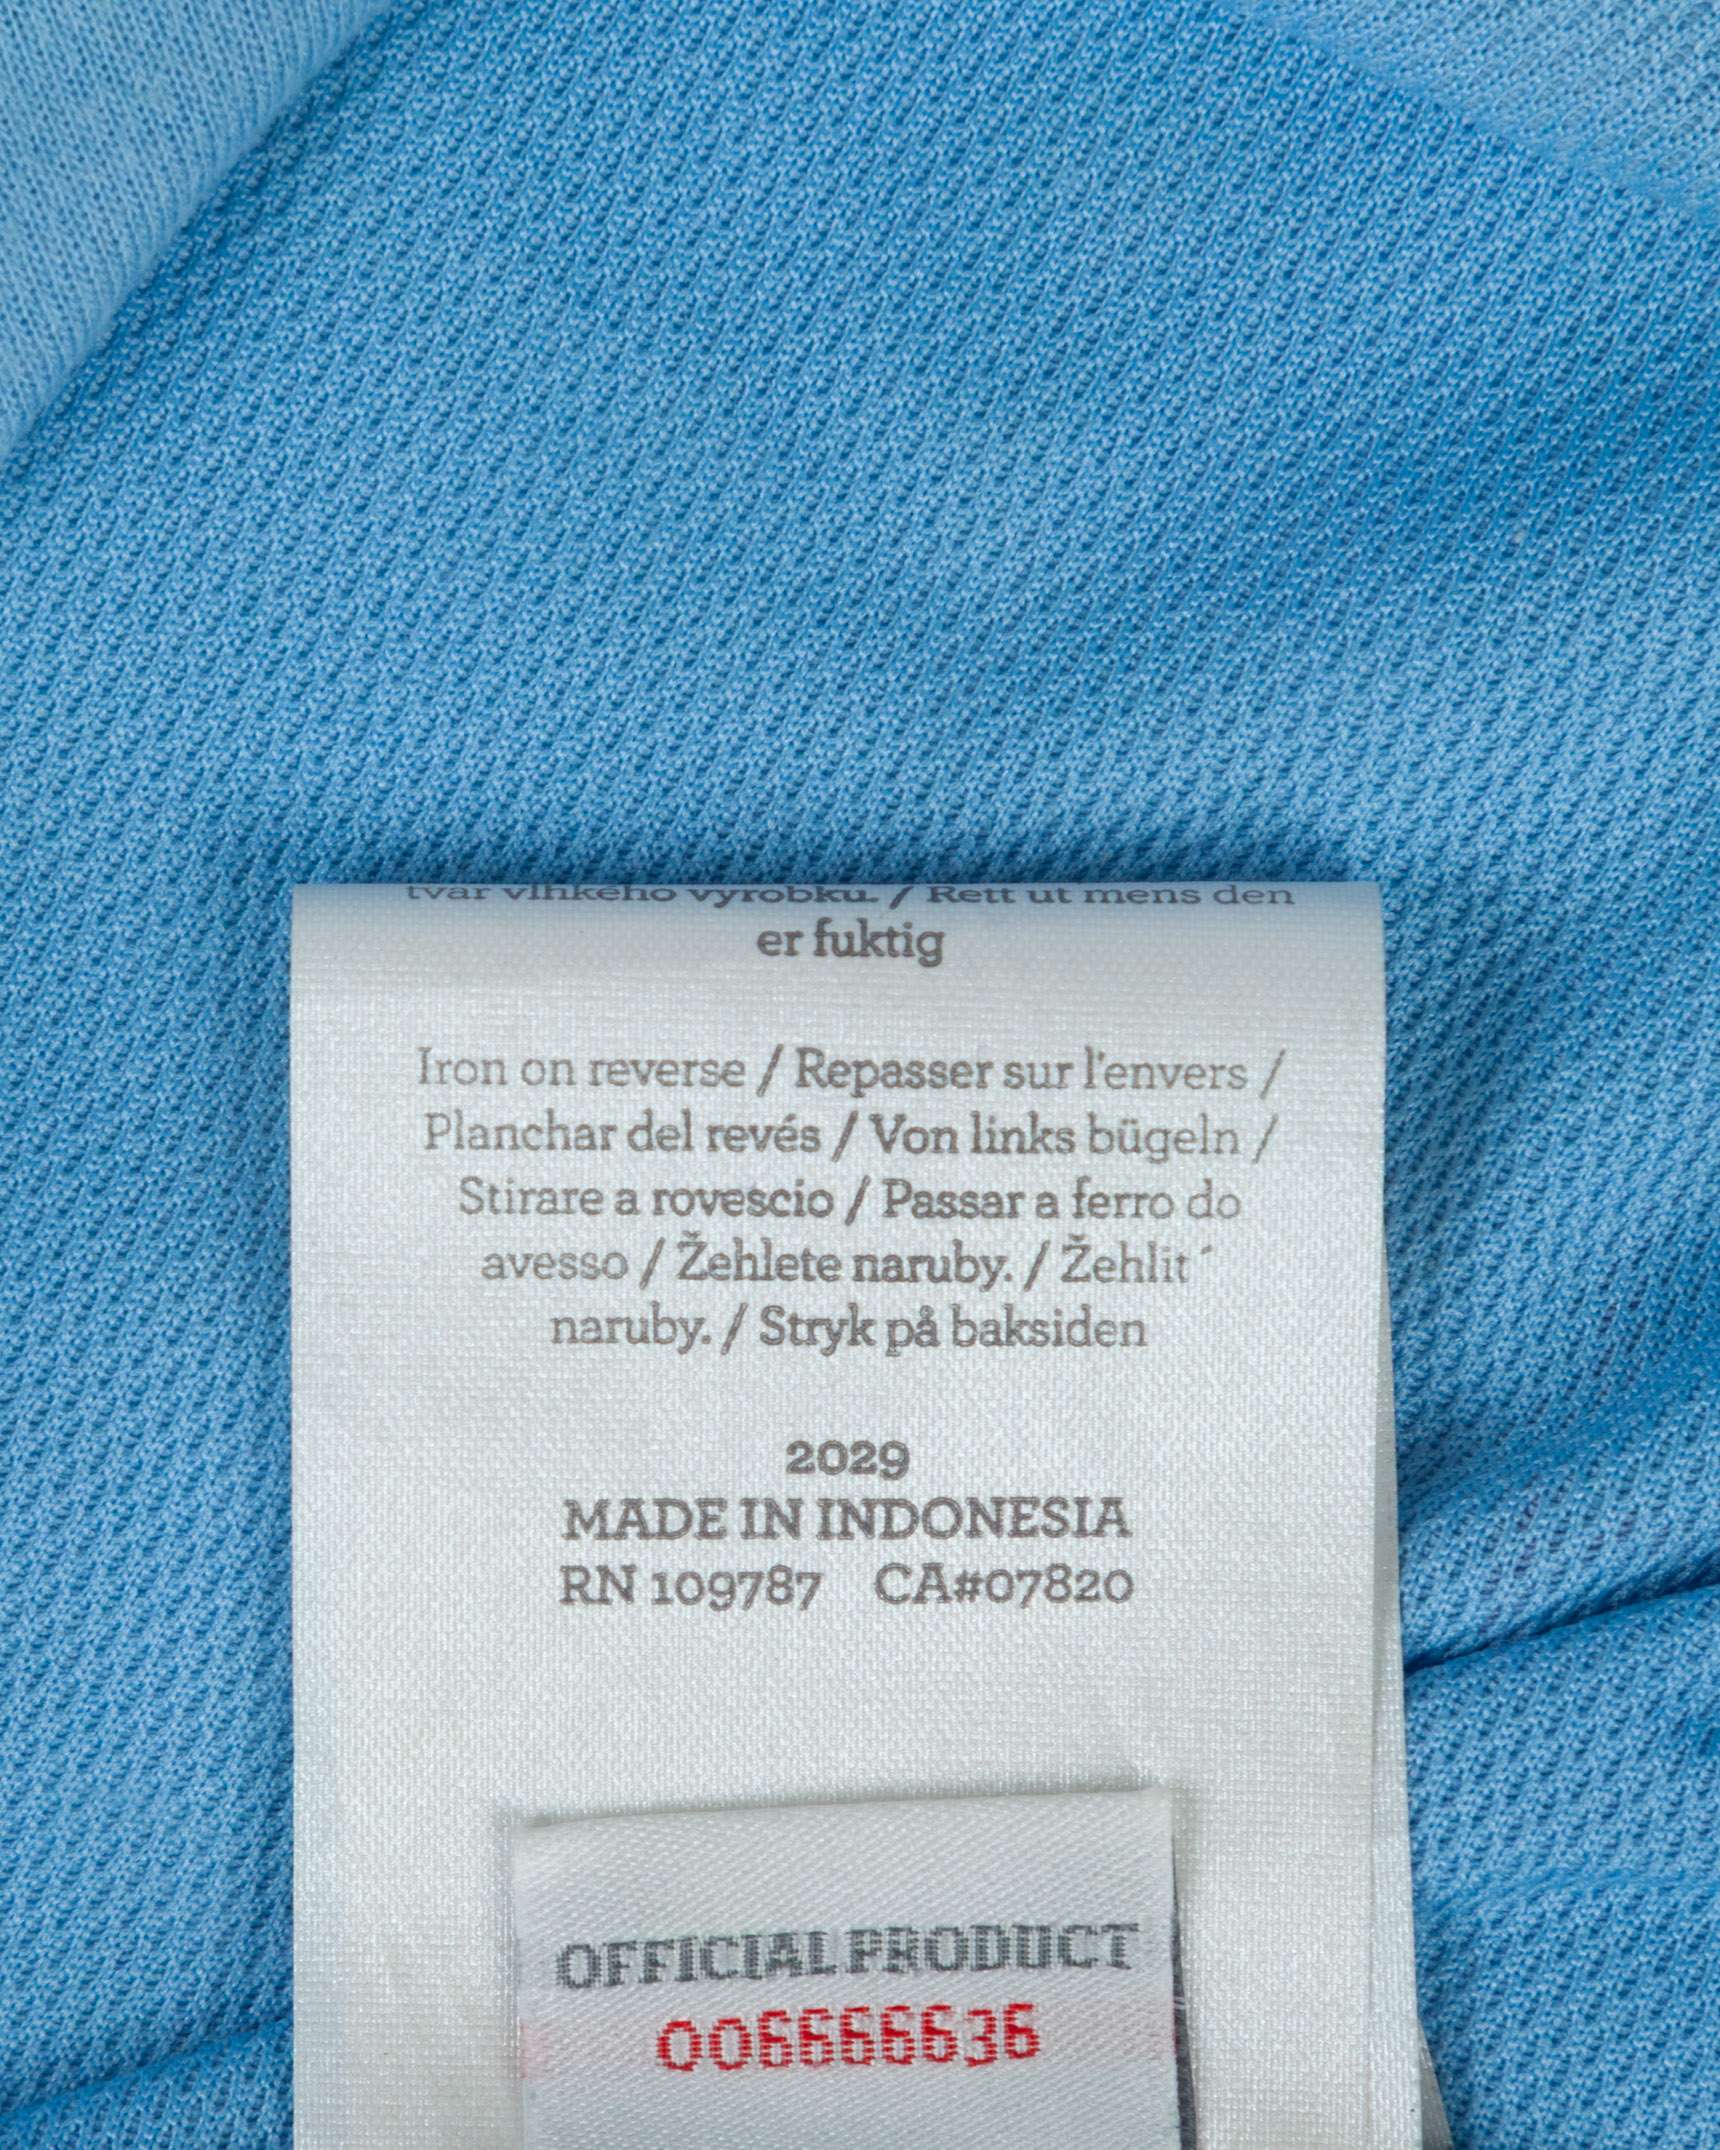 tvar vlhkého vyrobku. / Rett ut mens den
er fuktig
Iron on reverse / Repasser sur l'envers /
Planchar del revés / Von links bügeln /
Stirare a rovescio / Passar a ferro do
avesso / Žehlete naruby. / Žehlit ´
naruby. / Stryk på baksiden
2029
MADE IN INDONESIA
RN 109787 CA#07820
OFFICIAL PRODUCT
006666636